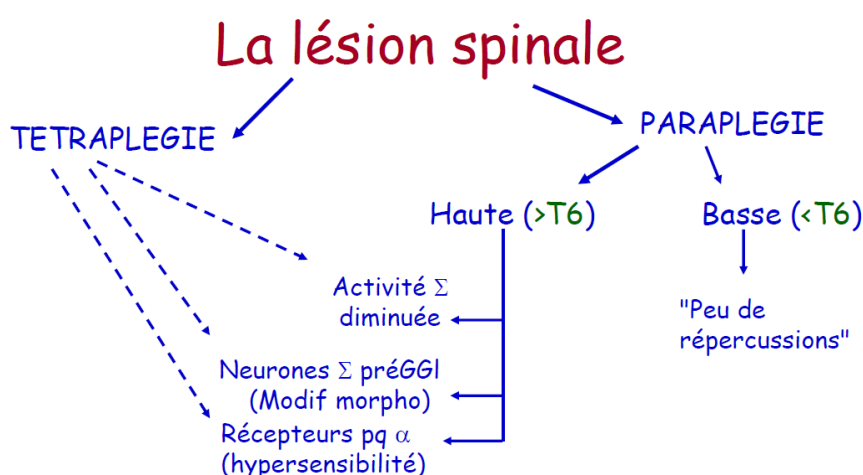 La lésion spinale
TETRAPLEGIE
PARAPLEGIE
Haute (>T6)
Basse (<T6)
Activité Σ
diminuée
"Peu de
répercussions"
Neurones Σ préGGl
(Modif morpho)
Récepteurs pq α
(hypersensibilité)